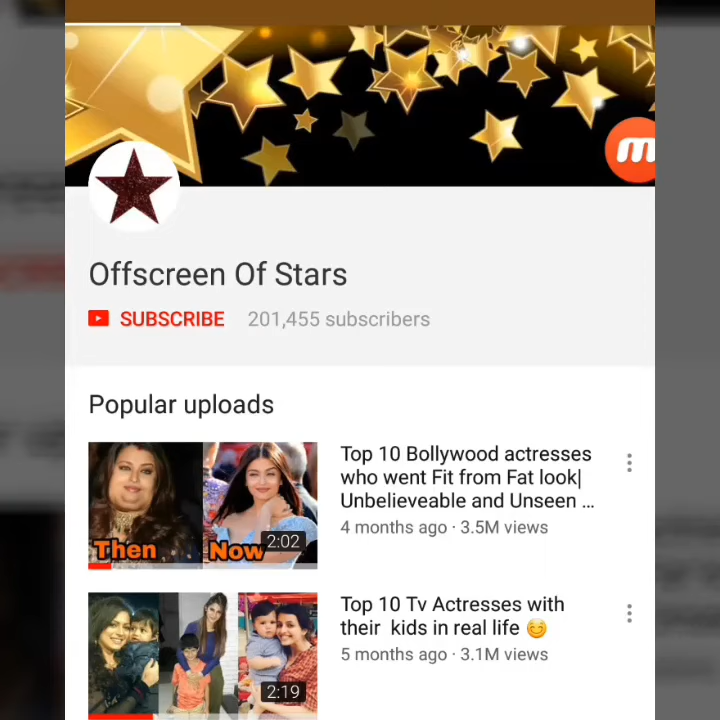 m
Offscreen Of Stars
SUBSCRIBE 201,455 subscribers
Popular uploads
Then Now 2:02
Top 10 Bollywood actresses
who went Fit from Fat look|
Unbelieveable and Unseen ...
4 months ago · 3.5M views
2:19
Top 10 Tv Actresses with
their kids in real life 😊
5 months ago · 3.1M views